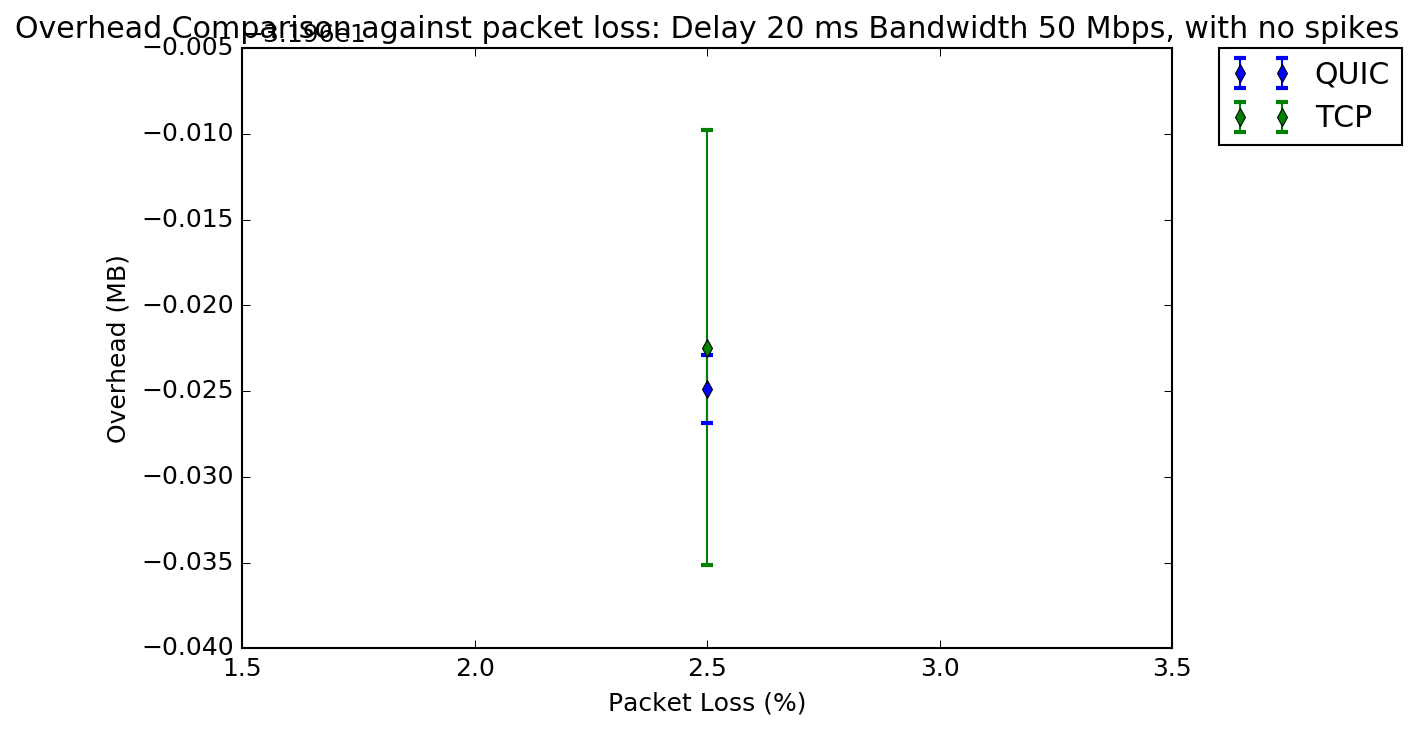 Overhead Comparison against packet loss: Delay 20 ms Bandwidth 50 Mbps, with no spikes
−3.196e1
−0.005
−0.010
−0.015
−0.020
−0.025
−0.030
−0.035
−0.040
Overhead (MB)
1.5 2.0 2.5 3.0 3.5
Packet Loss (%)
QUIC
TCP